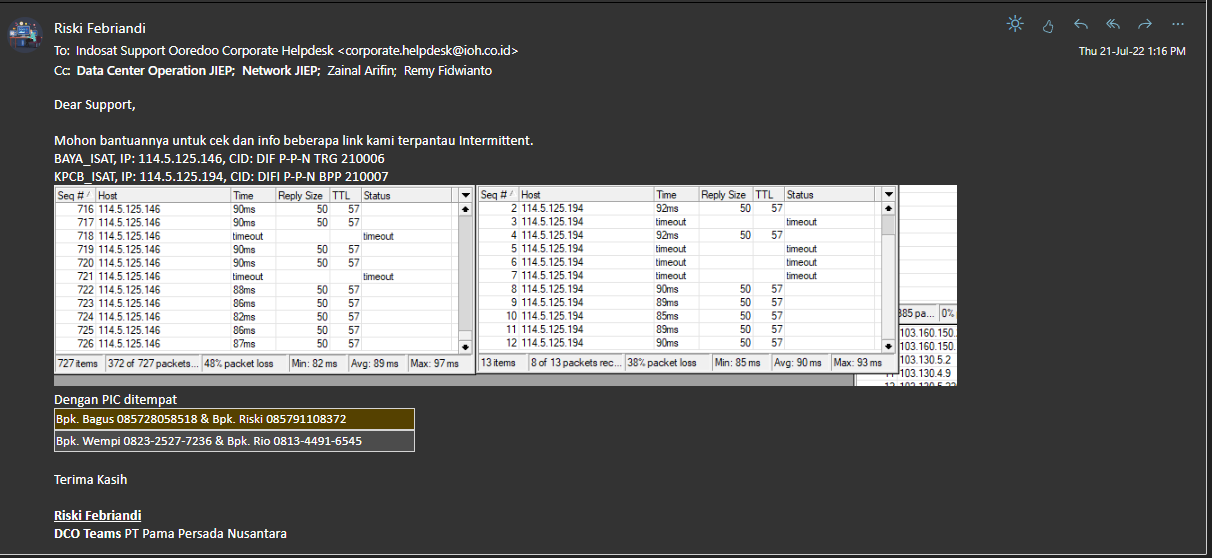 Riski Febriandi
To: Indosat Support Ooredoo Corporate Helpdesk <corporate.helpdesk@ioh.co.id>
Thu 21-Jul-22 1:16 PM
Cc: Data Center Operation JIEP; Network JIEP; Zainal Arifin; Remy Fidwianto
Dear Support,
Mohon bantuannya untuk cek dan info beberapa link kami terpantau Intermittent.
BAYA_ISAT, IP: 114.5.125.146, CID: DIF P-P-N TRG 210006
KPCB_ISAT, IP: 114.5.125.194, CID: DIFI P-P-N BPP 210007
Seq # Host Time Reply Size TTL Status
716 114.5.125.146 90ms 50 57
717 114.5.125.146 90ms 50 57
718 114.5.125.146 timeout timeout
719 114.5.125.146 90ms 50 57
720 114.5.125.146 90ms 50 57
721 114.5.125.146 timeout timeout
722 114.5.125.146 88ms 50 57
723 114.5.125.146 86ms 50 57
724 114.5.125.146 82ms 50 57
725 114.5.125.146 86ms 50 57
726 114.5.125.146 87ms 50 57
727 items 372 of 727 packets... 48% packet loss Min: 82 ms Avg: 89 ms Max: 97 ms
Seq # Host Time Reply Size TTL Status
2 114.5.125.194 92ms 50 57
3 114.5.125.194 timeout timeout
4 114.5.125.194 92ms 50 57
5 114.5.125.194 timeout timeout
6 114.5.125.194 timeout timeout
7 114.5.125.194 timeout timeout
8 114.5.125.194 90ms 50 57
9 114.5.125.194 89ms 50 57
10 114.5.125.194 85ms 50 57
11 114.5.125.194 89ms 50 57
12 114.5.125.194 90ms 50 57
13 items 8 of 13 packets rec... 38% packet loss Min: 85 ms Avg: 90 ms Max: 93 ms
385 pa... 0%
103.160.150.
103.160.150.
103.130.5.2
11 103.130.4.9
Dengan PIC ditempat
Bpk. Bagus 085728058518 & Bpk. Riski 085791108372
Bpk. Wempi 0823-2527-7236 & Bpk. Rio 0813-4491-6545
Terima Kasih
Riski Febriandi
DCO Teams PT Pama Persada Nusantara